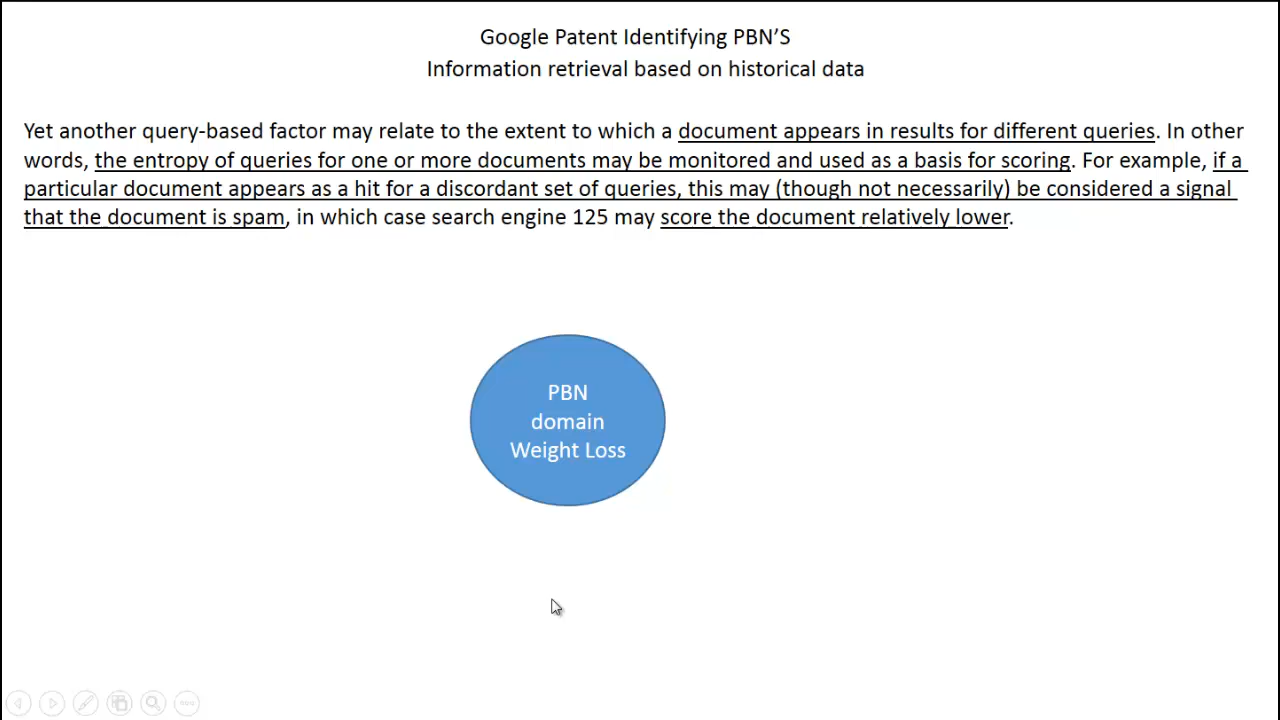 Google Patent Identifying PBN’S
Information retrieval based on historical data
Yet another query-based factor may relate to the extent to which a document appears in results for different queries. In other
words, the entropy of queries for one or more documents may be monitored and used as a basis for scoring. For example, if a
particular document appears as a hit for a discordant set of queries, this may (though not necessarily) be considered a signal
that the document is spam, in which case search engine 125 may score the document relatively lower.
PBN
domain
Weight Loss